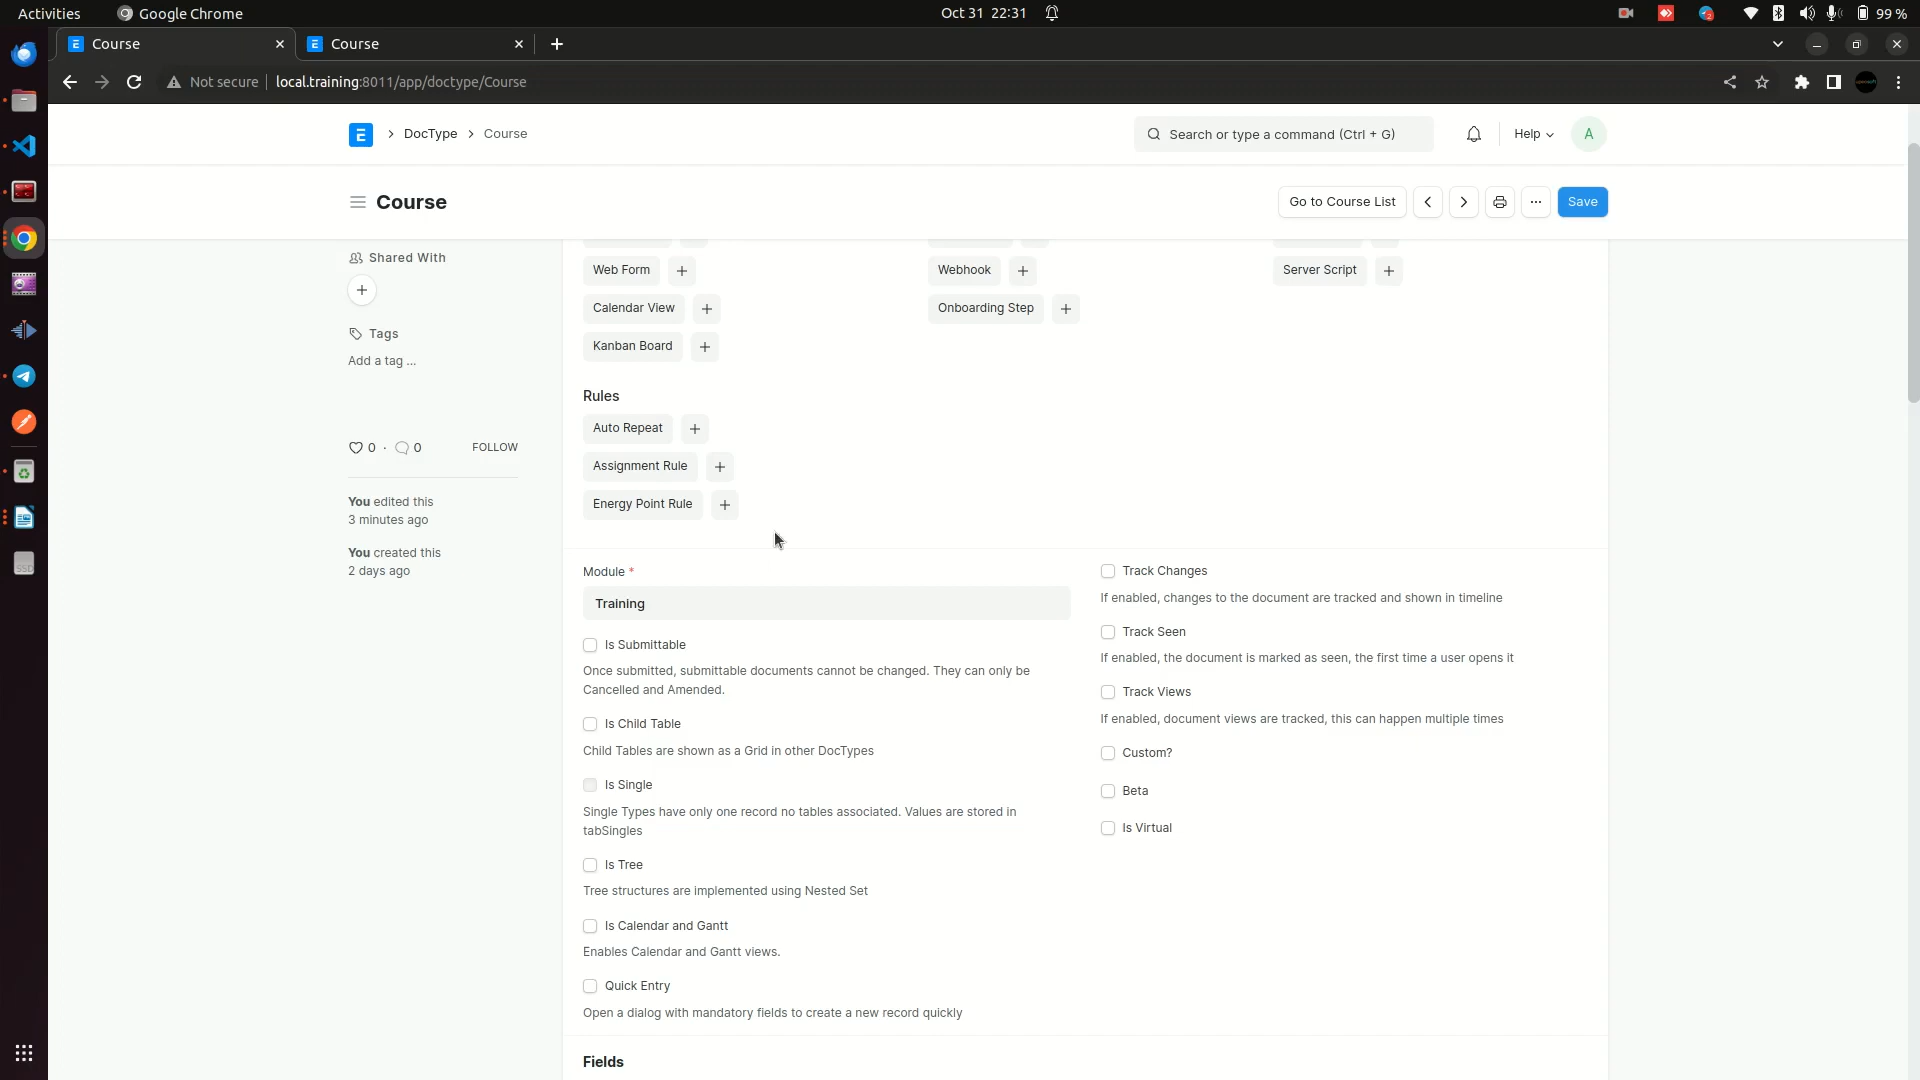 Activities
Google Chrome
Oct 31 22:31
99 %
Course
Course
Not secure
local.training:8011/app/doctype/Course
E
DocType
Course
Search or type a command (Ctrl + G)
Help
A
Course
Go to Course List
Save
Shared With
Tags
Add a tag ...
0 · 0
FOLLOW
You edited this
3 minutes ago
You created this
2 days ago
Web Form
Webhook
Server Script
Calendar View
Onboarding Step
Kanban Board
Rules
Auto Repeat
Assignment Rule
Energy Point Rule
Module *
Training
Is Submittable
Once submitted, submittable documents cannot be changed. They can only be
Cancelled and Amended.
Is Child Table
Child Tables are shown as a Grid in other DocTypes
Is Single
Single Types have only one record no tables associated. Values are stored in
tabSingles
Is Tree
Tree structures are implemented using Nested Set
Is Calendar and Gantt
Enables Calendar and Gantt views.
Quick Entry
Open a dialog with mandatory fields to create a new record quickly
Track Changes
If enabled, changes to the document are tracked and shown in timeline
Track Seen
If enabled, the document is marked as seen, the first time a user opens it
Track Views
If enabled, document views are tracked, this can happen multiple times
Custom?
Beta
Is Virtual
Fields